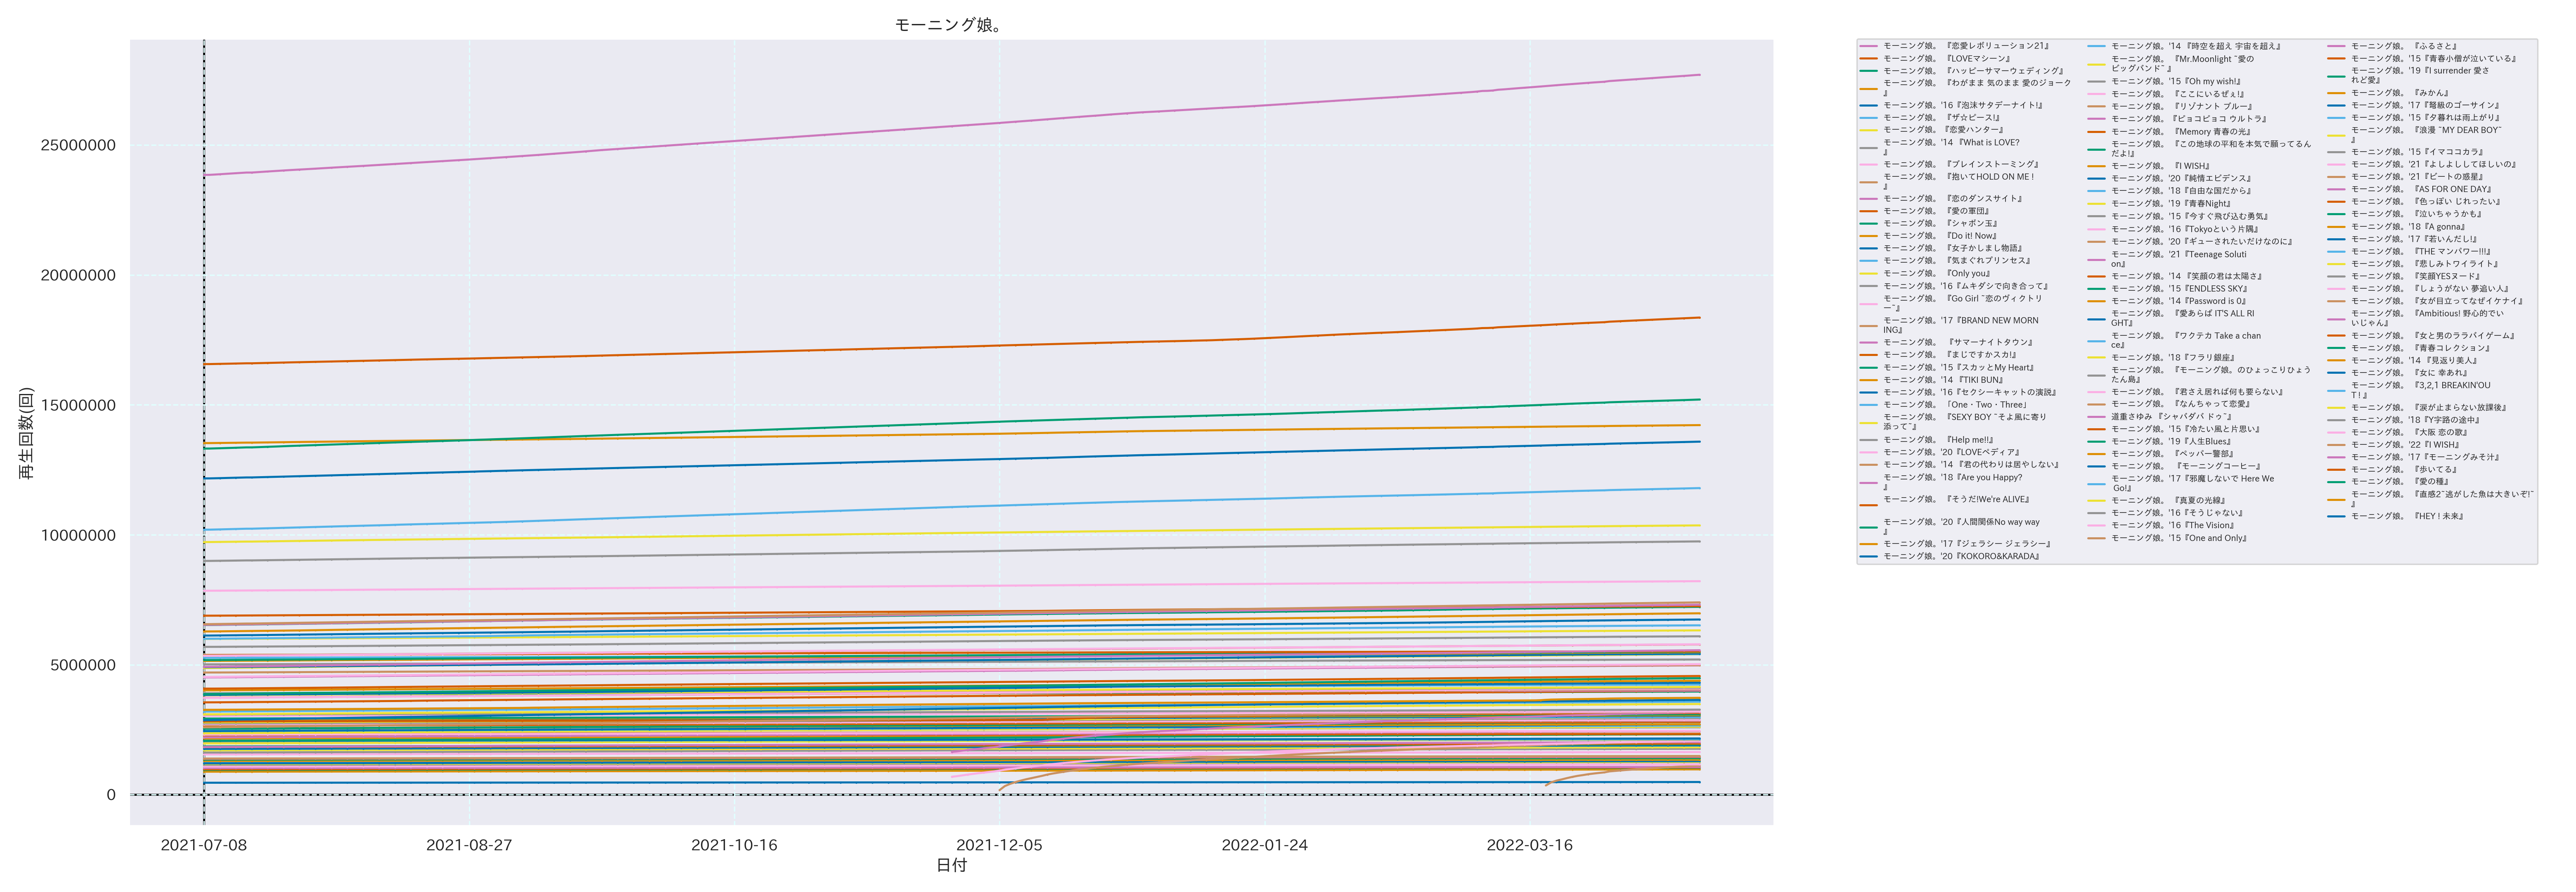 モーニング娘。
再生回数(回)
25000000
20000000
15000000
10000000
5000000
0
2021-07-08
2021-08-27
2021-10-16
2021-12-05
2022-01-24
2022-03-16
日付
モーニング娘。 『恋愛レボリューション21』
モーニング娘。 『LOVEマシーン』
モーニング娘。 『ハッピーサマーウェディング』
モーニング娘。 『わがまま 気のまま 愛のジョーク
』
モーニング娘。'16『泡沫サタデーナイト!』
モーニング娘。 『ザ☆ピース!』
モーニング娘。『恋愛ハンター』
モーニング娘。'14 『What is LOVE?
』
モーニング娘。 『ブレインストーミング』
モーニング娘。 『抱いてHOLD ON ME !
』
モーニング娘。 『恋のダンスサイト』
モーニング娘。 『愛の軍団』
モーニング娘。 『シャボン玉』
モーニング娘。 『Do it! Now』
モーニング娘。 『女子かしまし物語』
モーニング娘。 『気まぐれプリンセス』
モーニング娘。 『Only you』
モーニング娘。'16『ムキダシで向き合って』
モーニング娘。 『Go Girl ~恋のヴィクトリ
ー~』
モーニング娘。'17『BRAND NEW MORN
ING』
モーニング娘。 『サマーナイトタウン』
モーニング娘。 『まじですかスカ!』
モーニング娘。'15『スカッとMy Heart』
モーニング娘。'14 『TIKI BUN』
モーニング娘。'16『セクシーキャットの演説』
モーニング娘。 「One・Two・Three」
モーニング娘。 『SEXY BOY ~そよ風に寄り
添って~』
モーニング娘。 『Help me!!』
モーニング娘。'20『LOVEペディア』
モーニング娘。'14 『君の代わりは居やしない』
モーニング娘。'18『Are you Happy?
』
モーニング娘。 『そうだ!We're ALIVE』
モーニング娘。'20『人間関係No way way
』
モーニング娘。'17『ジェラシー ジェラシー』
モーニング娘。'20『KOKORO&KARADA』
モーニング娘。'14 『時空を超え 宇宙を超え』
モーニング娘。 『Mr.Moonlight ~愛の
ビッグバンド~ 』
モーニング娘。'15『Oh my wish!』
モーニング娘。 『ここにいるぜぇ!』
モーニング娘。 『リゾナント ブルー』
モーニング娘。 『ピョコピョコ ウルトラ』
モーニング娘。 『Memory 青春の光』
モーニング娘。 『この地球の平和を本気で願ってるん
だよ!』
モーニング娘。 『I WISH』
モーニング娘。'20『純情エビデンス』
モーニング娘。'18『自由な国だから』
モーニング娘。'19『青春Night』
モーニング娘。'15『今すぐ飛び込む勇気』
モーニング娘。'16『Tokyoという片隅』
モーニング娘。'20『ギューされたいだけなのに』
モーニング娘。'21『Teenage Soluti
on』
モーニング娘。'14 『笑顔の君は太陽さ』
モーニング娘。'15『ENDLESS SKY』
モーニング娘。'14『Password is 0』
モーニング娘。 『愛あらば IT'S ALL RI
GHT』
モーニング娘。 『ワクテカ Take a chan
ce』
モーニング娘。'18『フラリ銀座』
モーニング娘。 『モーニング娘。のひょっこりひょう
たん島』
モーニング娘。 『君さえ居れば何も要らない』
モーニング娘。 『なんちゃって恋愛』
道重さゆみ 『シャバダバ ドゥ~』
モーニング娘。'15『冷たい風と片思い』
モーニング娘。'19『人生Blues』
モーニング娘。 『ペッパー警部』
モーニング娘。 『モーニングコーヒー』
モーニング娘。'17『邪魔しないで Here We
Go!』
モーニング娘。 『真夏の光線』
モーニング娘。'16『そうじゃない』
モーニング娘。'16『The Vision』
モーニング娘。'15『One and Only』
モーニング娘。 『ふるさと』
モーニング娘。'15『青春小僧が泣いている』
モーニング娘。'19『I surrender 愛さ
れど愛』
モーニング娘。 『みかん』
モーニング娘。'17『弩級のゴーサイン』
モーニング娘。'15『夕暮れは雨上がり』
モーニング娘。 『浪漫 ~MY DEAR BOY~
』
モーニング娘。'15『イマココカラ』
モーニング娘。'21『よしよししてほしいの』
モーニング娘。'21『ビートの惑星』
モーニング娘。 『AS FOR ONE DAY』
モーニング娘。 『色っぽい じれったい』
モーニング娘。 『泣いちゃうかも』
モーニング娘。'18『A gonna』
モーニング娘。'17『若いんだし!』
モーニング娘。 『THE マンパワー!!!』
モーニング娘。 『悲しみトワイライト』
モーニング娘。 『笑顔YESヌード』
モーニング娘。 『しょうがない 夢追い人』
モーニング娘。 『女が目立ってなぜイケナイ』
モーニング娘。 『Ambitious! 野心的でい
いじゃん』
モーニング娘。 『女と男のララバイゲーム』
モーニング娘。 『青春コレクション』
モーニング娘。'14 『見返り美人』
モーニング娘。 『女に 幸あれ』
モーニング娘。 『3,2,1 BREAKIN'OU
T ! 』
モーニング娘。 『涙が止まらない放課後』
モーニング娘。'18『Y字路の途中』
モーニング娘。 『大阪 恋の歌』
モーニング娘。'22『I WISH』
モーニング娘。'17『モーニングみそ汁』
モーニング娘。 『歩いてる』
モーニング娘。 『愛の種』
モーニング娘。 『直感2~逃がした魚は大きいぞ!~
』
モーニング娘。 『HEY ! 未来』